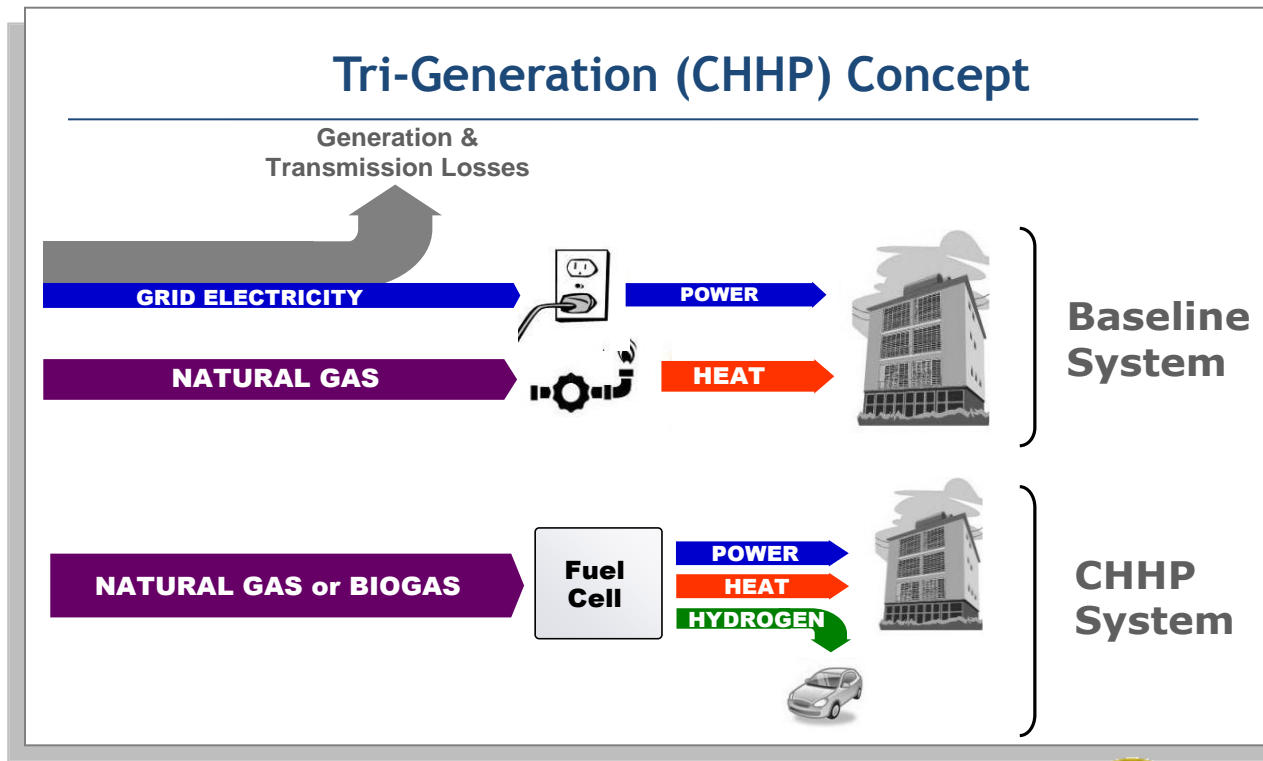 Tri-Generation (CHHP) Concept
Generation &
Transmission Losses
GRID ELECTRICITY
POWER
NATURAL GAS
HEAT
Baseline
System
NATURAL GAS or BIOGAS
Fuel
Cell
POWER
HEAT
HYDROGEN
CHHP
System